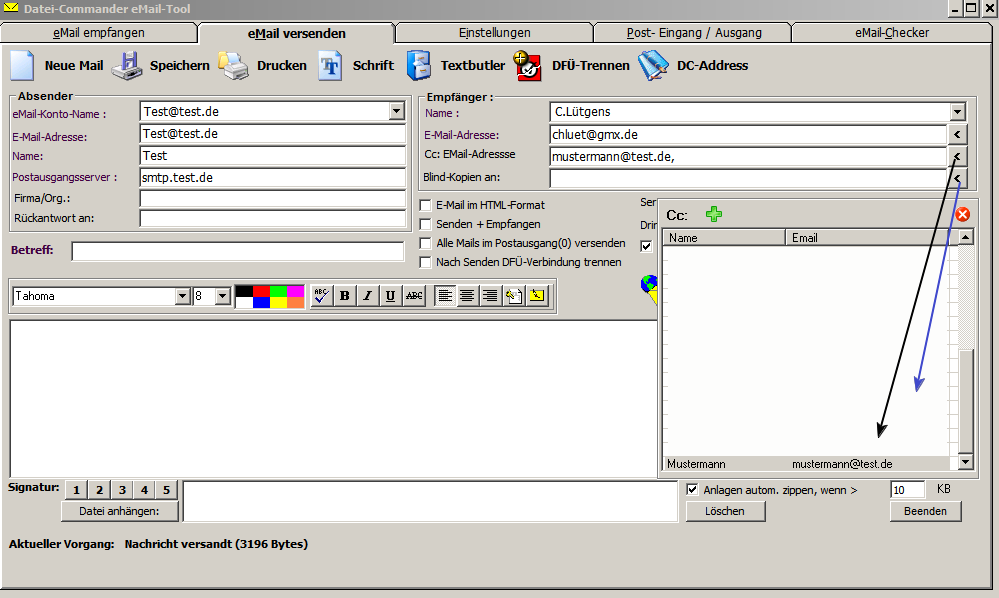 Datei-Commander eMail-Tool
eMail empfangen
eMail versenden
Einstellungen
Post- Eingang / Ausgang
eMail-Checker
Neue Mail
Speichern
Drucken
Schrift
Textbutler
DFÜ-Trennen
DC-Address
Absender
eMail-Konto-Name : Test@test.de
E-Mail-Adresse: Test@test.de
Name: Test
Postausgangsserver : smtp.test.de
Firma/Org.:
Rückantwort an:
Betreff:
Empfänger :
Name : C.Lütgens
E-Mail-Adresse: chluet@gmx.de <
Cc: EMail-Adressse mustermann@test.de, <
Blind-Kopien an: <
E-Mail im HTML-Format
Senden + Empfangen
Alle Mails im Postausgang(0) versenden
Nach Senden DFÜ-Verbindung trennen
Ser
Drin
Cc:
Name Email
Mustermann mustermann@test.de
Tahoma 8 ABC B I U ABC
Signatur: 1 2 3 4 5
Datei anhängen:
Anlagen autom. zippen, wenn > 10 KB
Löschen
Beenden
Aktueller Vorgang: Nachricht versandt (3196 Bytes)